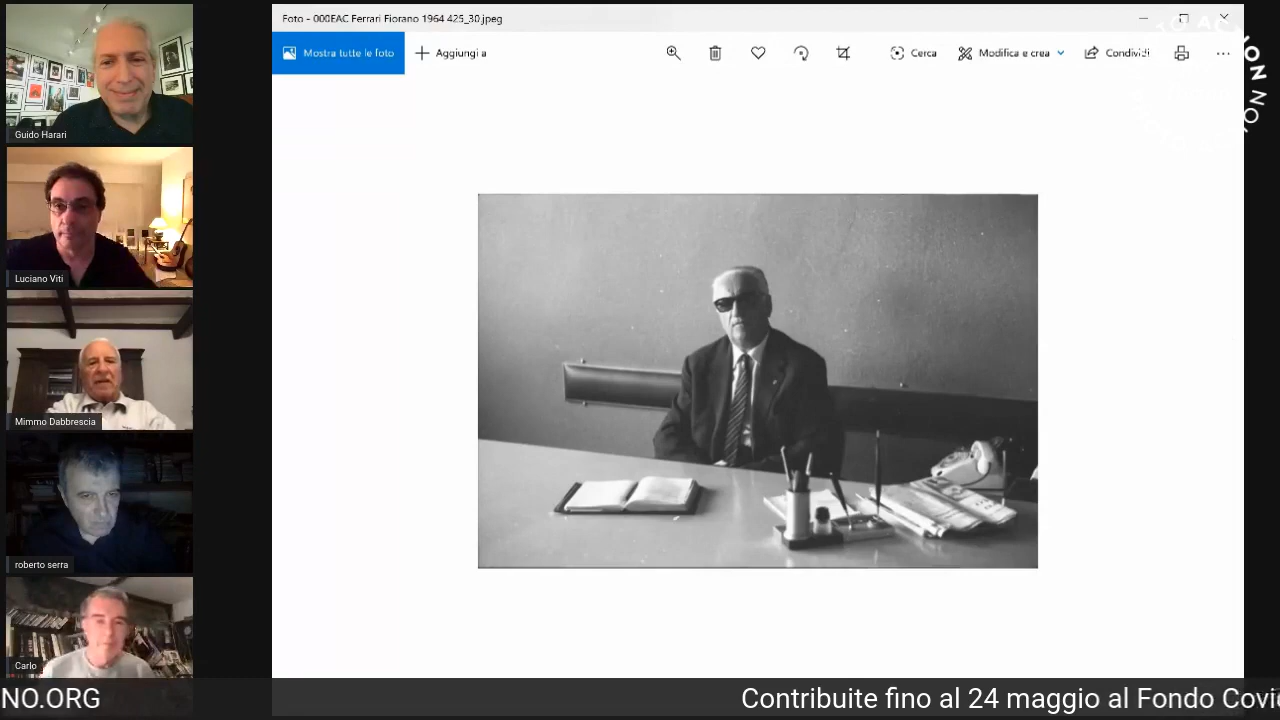 Foto - 000EAC Ferrari Fiorano 1964 425_30.jpeg
Mostra tutte le foto
Aggiungi a
Cerca
Modifica e crea
Condividi
Guido Harari
Luciano Viti
Mimmo Dabbrescia
roberto serra
Carlo
NO.ORG
Contribuite fino al 24 maggio al Fondo Covid